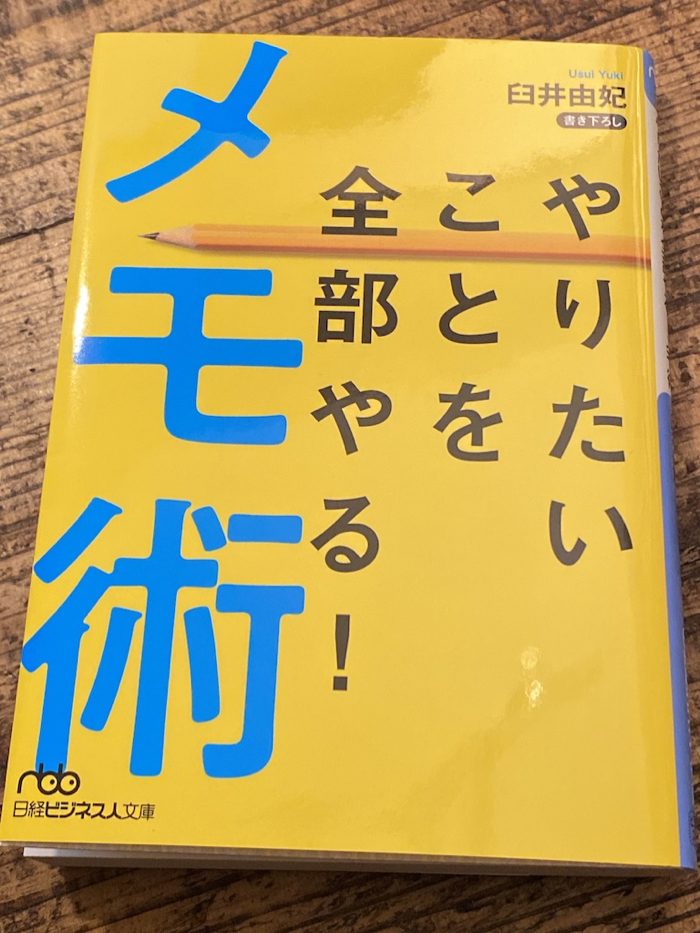 やりたい
ことを
全部やる!
メモ術
Usui Yuki
臼井由妃
書き下ろし
nbb
日経ビジネス人文庫